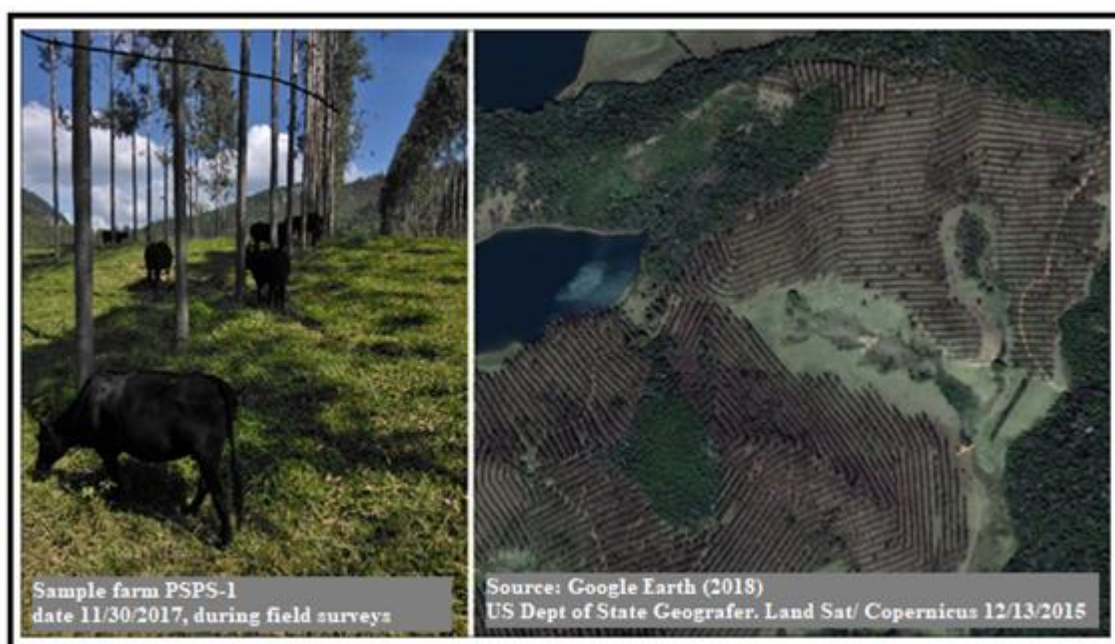 Sample farm PSPS-1
date 11/30/2017, during field surveys
Source: Google Earth (2018)
US Dept of State Geografer. Land Sat/ Copernicus 12/13/2015